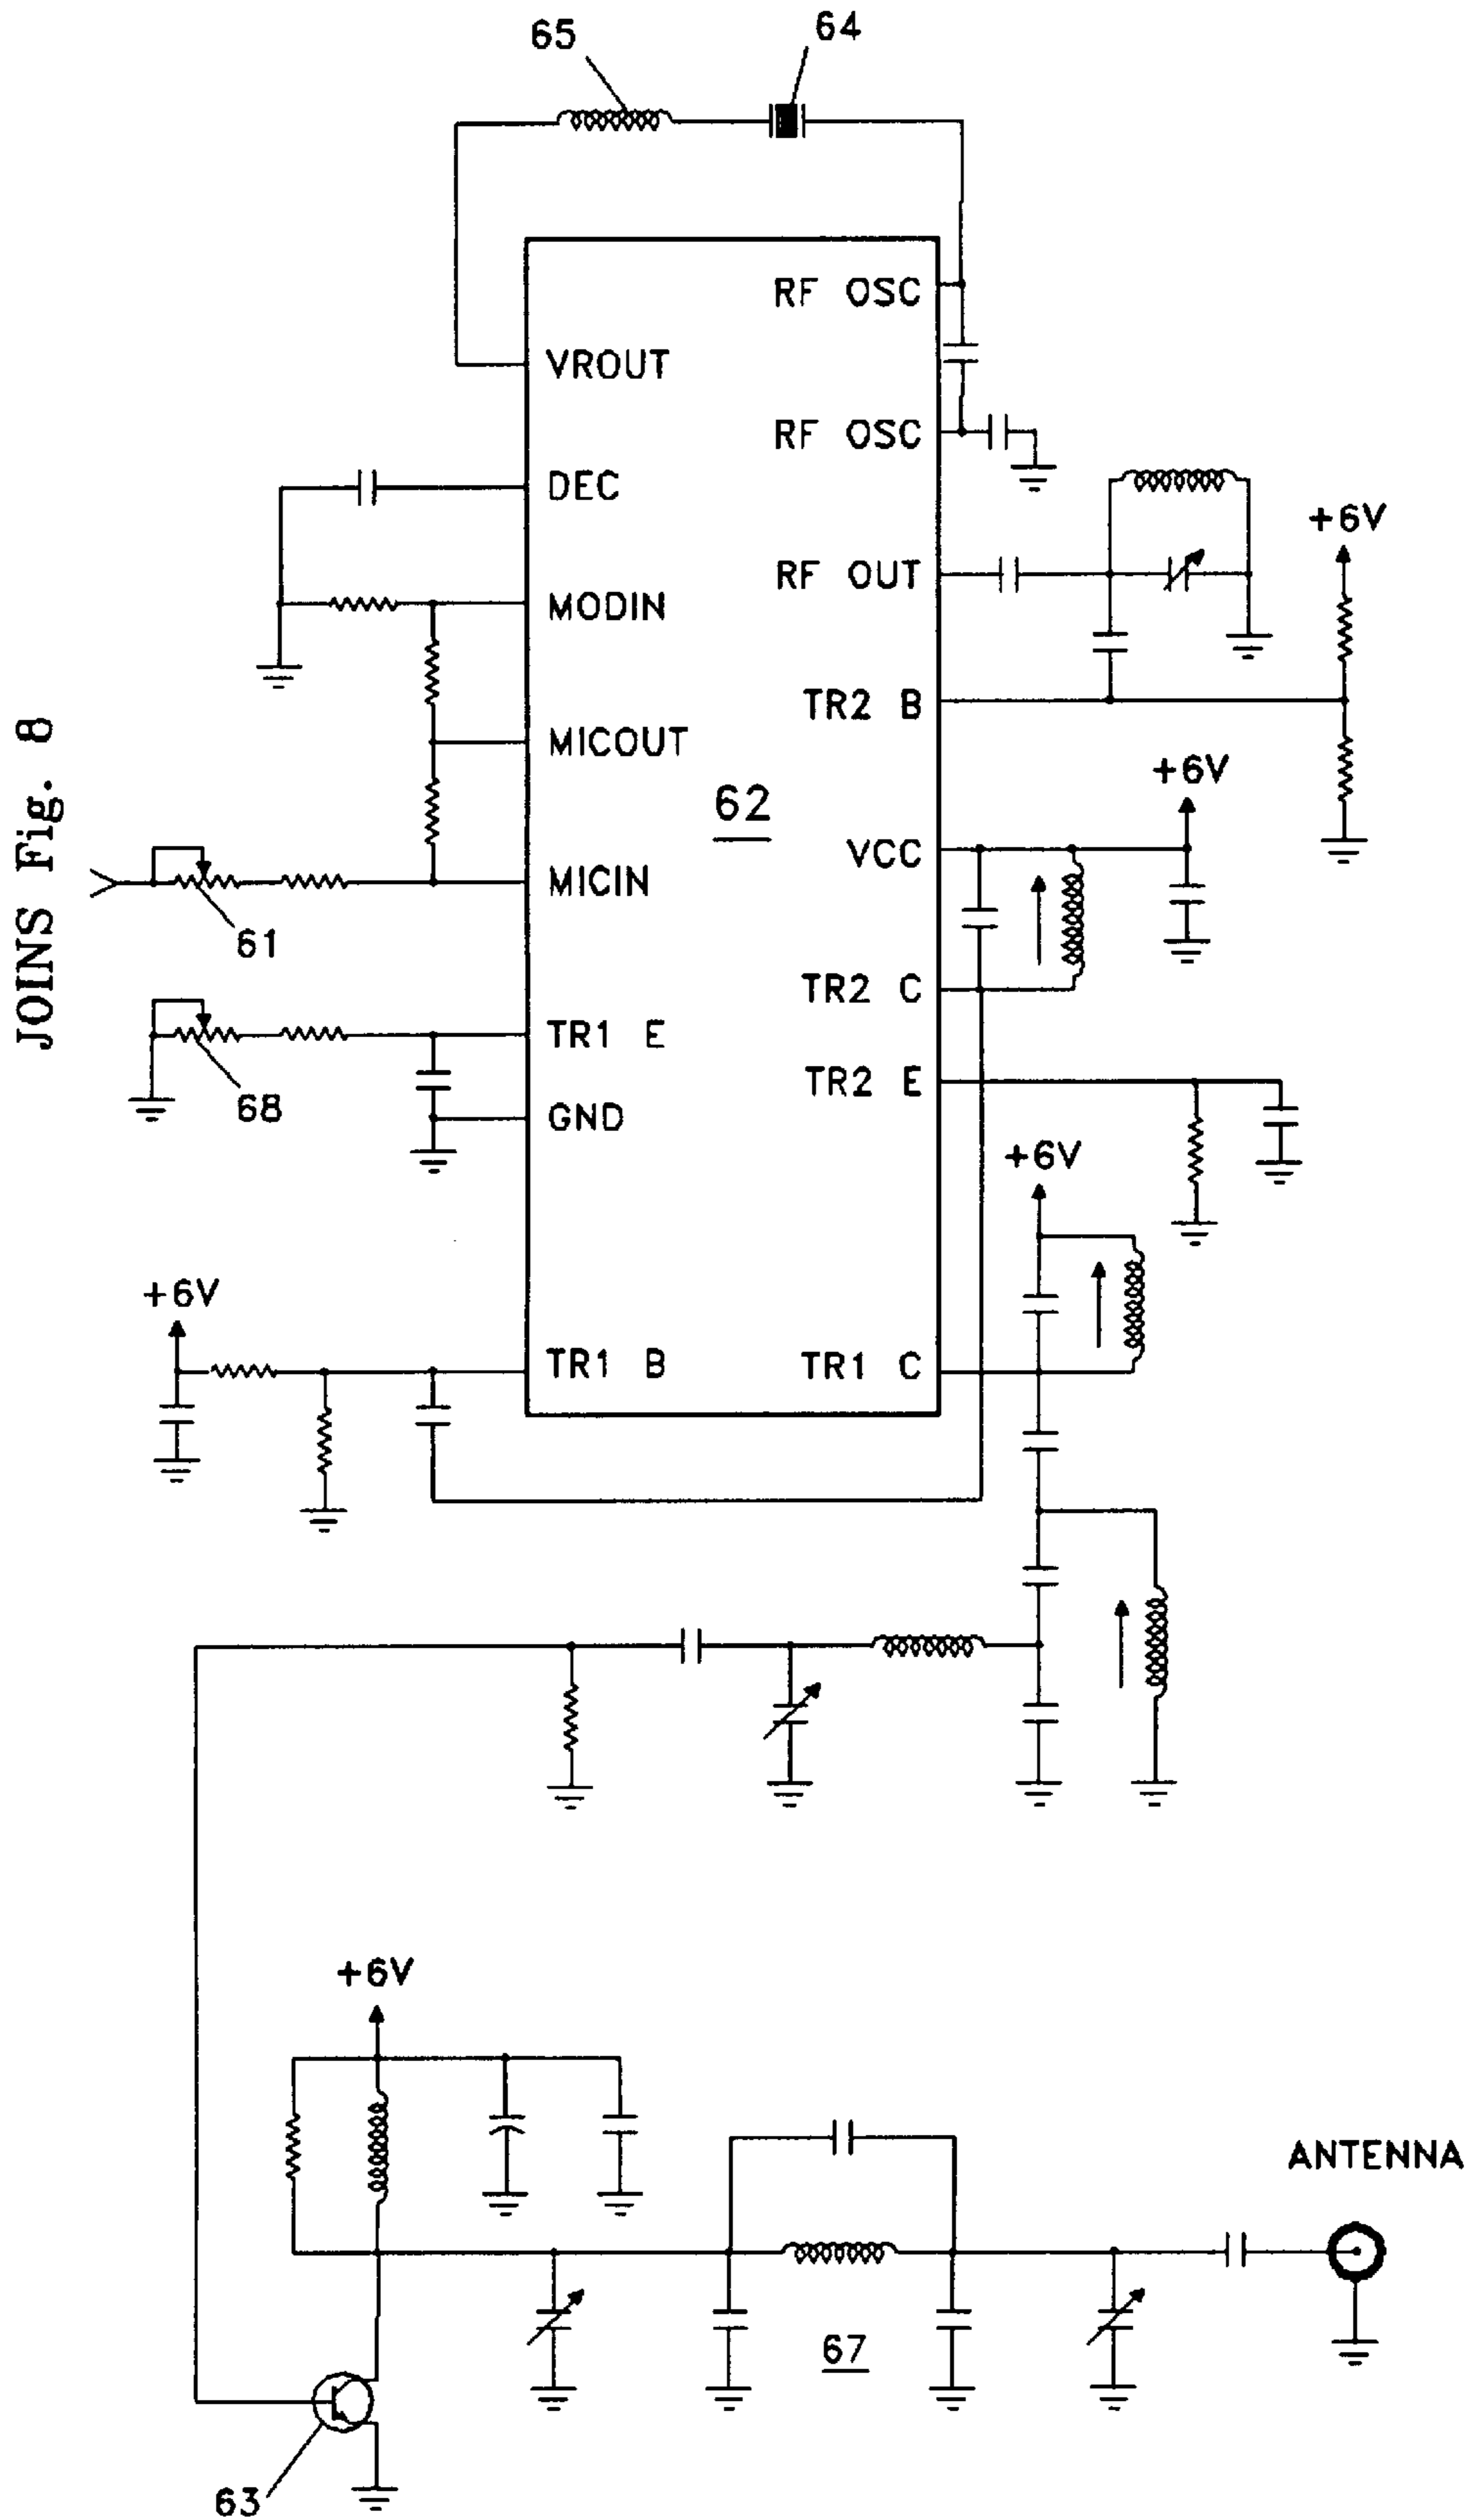 65
64
RF OSC
VROUT
RF OSC
DEC
+6V
RF OUT
MODIN
TR2 B
MICOUT
+6V
62
VCC
MICIN
61
JOINS Fig. 8
TR2 C
TR1 E
TR2 E
68
GND
+6V
+6V
TR1 B
TR1 C
+6V
ANTENNA
67
63